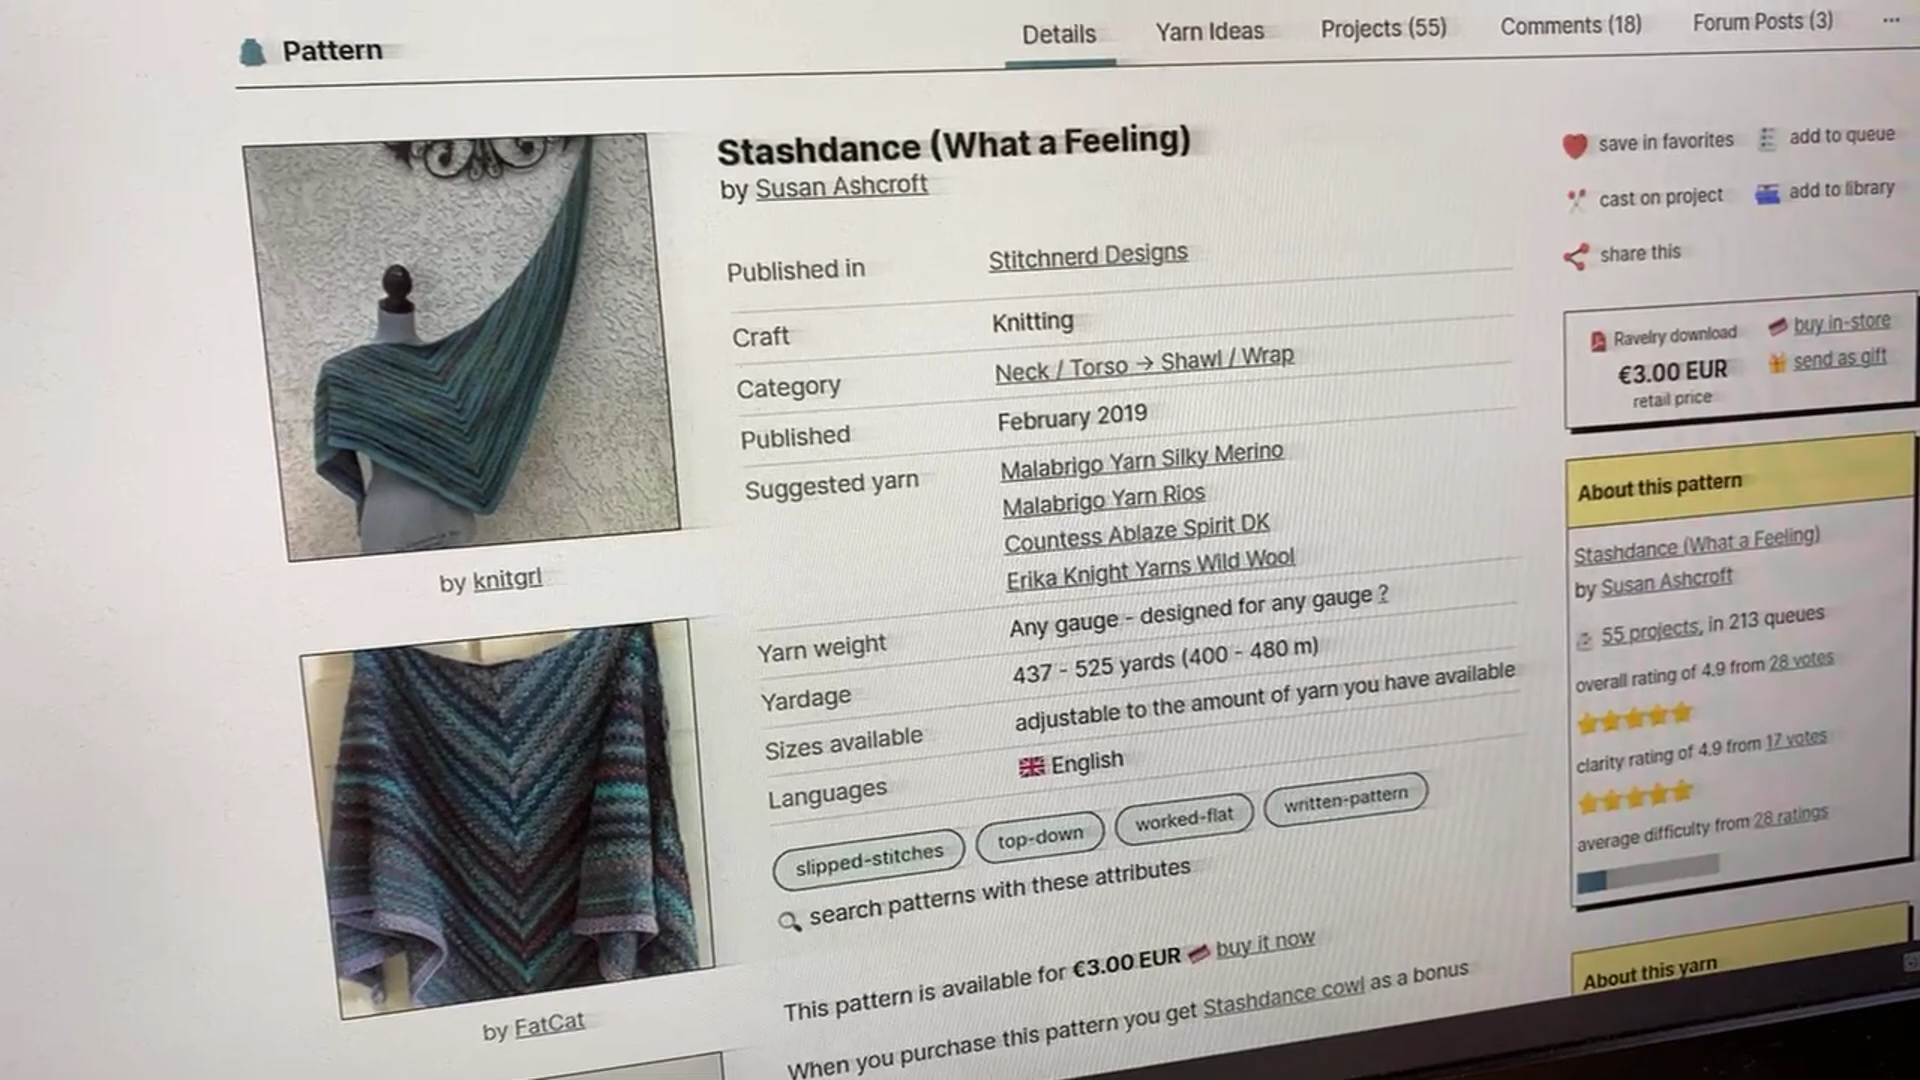 Pattern
Details Yarn Ideas Projects (55) Comments (18) Forum Posts (3) ...
Stashdance (What a Feeling)
by Susan Ashcroft
by knitgrl
by FatCat
Published in Stitchnerd Designs
Craft Knitting
Category Neck / Torso → Shawl / Wrap
Published February 2019
Suggested yarn Malabrigo Yarn Silky Merino
Malabrigo Yarn Rios
Countess Ablaze Spirit DK
Erika Knight Yarns Wild Wool
Yarn weight Any gauge - designed for any gauge ?
Yardage 437 - 525 yards (400 - 480 m)
Sizes available adjustable to the amount of yarn you have available
Languages English
slipped-stitches top-down worked-flat written-pattern
search patterns with these attributes
This pattern is available for €3.00 EUR buy it now
When you purchase this pattern you get Stashdance cowl as a bonus
save in favorites add to queue
cast on project add to library
share this
Ravelry download buy in-store
€3.00 EUR send as gift
retail price
About this pattern
Stashdance (What a Feeling)
by Susan Ashcroft
55 projects, in 213 queues
overall rating of 4.9 from 28 votes
clarity rating of 4.9 from 17 votes
average difficulty from 28 ratings
About this yarn